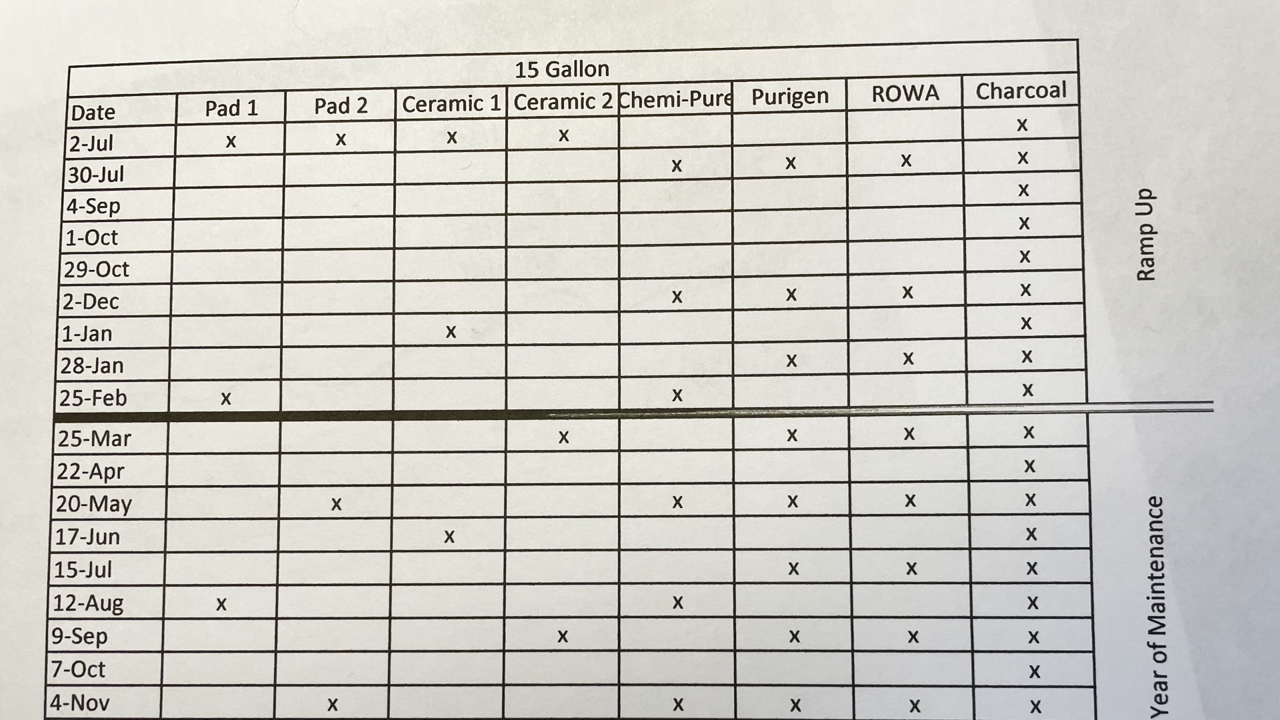 15 Gallon
Date Pad 1 Pad 2 Ceramic 1 Ceramic 2 Chemi-Pure Purigen ROWA Charcoal
2-Jul x x x x x
30-Jul x x x x
4-Sep x
1-Oct x
29-Oct x
2-Dec x x x x
1-Jan x x
28-Jan x x x
25-Feb x x x
Ramp Up
25-Mar x x x x
22-Apr x
20-May x x x x x
17-Jun x x
15-Jul x x x
12-Aug x x x
9-Sep x x x x
7-Oct x
4-Nov x x x x x
Year of Maintenance